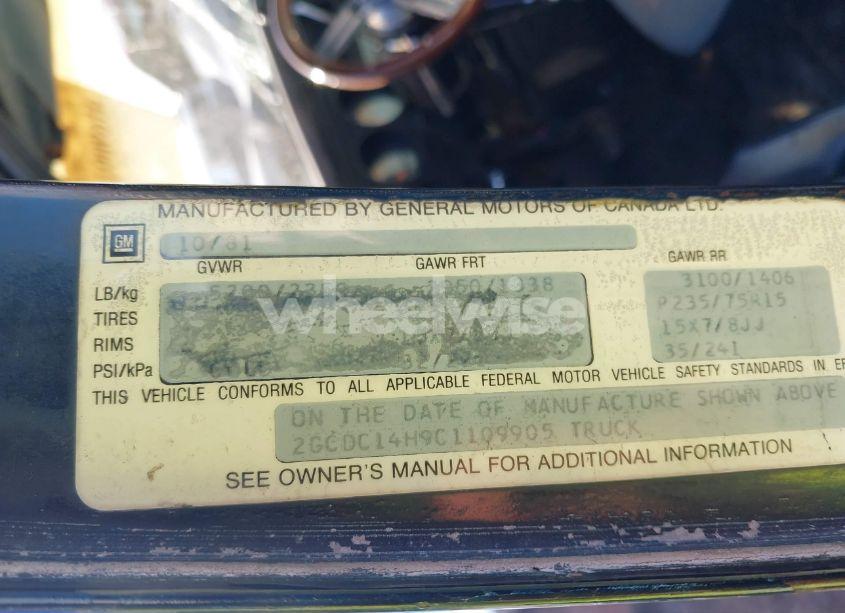 MANUFACTURED BY GENERAL MOTORS OF CANADA LTD.
GM
10/81
GVWR GAWR FRT GAWR RR
LB/kg 3100/1406
TIRES P235/75R15
RIMS 15X7/8JJ
PSI/kPa 35/241
wheelwise
THIS VEHICLE CONFORMS TO ALL APPLICABLE FEDERAL MOTOR VEHICLE SAFETY STANDARDS IN EF
ON THE DATE OF MANUFACTURE SHOWN ABOVE
2GCDC14H9C1109905 TRUCK
SEE OWNER'S MANUAL FOR ADDITIONAL INFORMATION